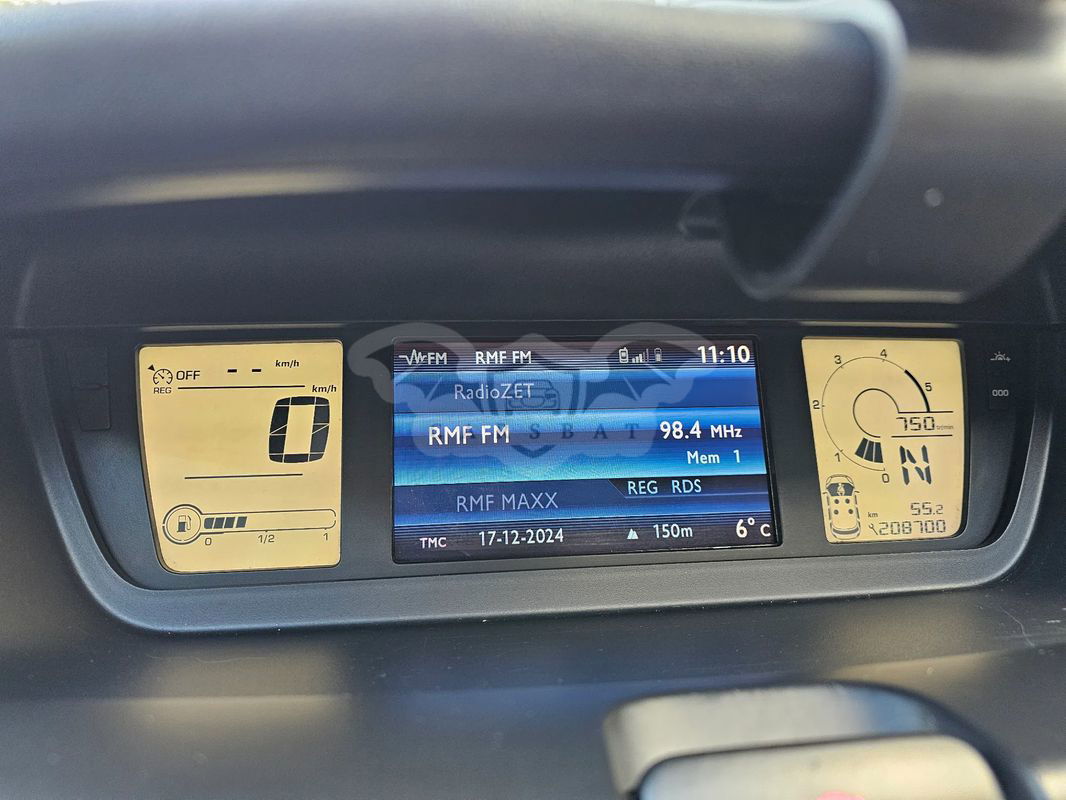 OFF -- km/h
REG
km/h
0
0 1/2 1
FM RMF FM 11:10
RadioZET
RMF FM 98.4 MHz
Mem 1
RMF MAXX REG RDS
TMC 17-12-2024 150m 6°C
0 1 2 3 4 5
750 tr/min
N
55.2
km
208700